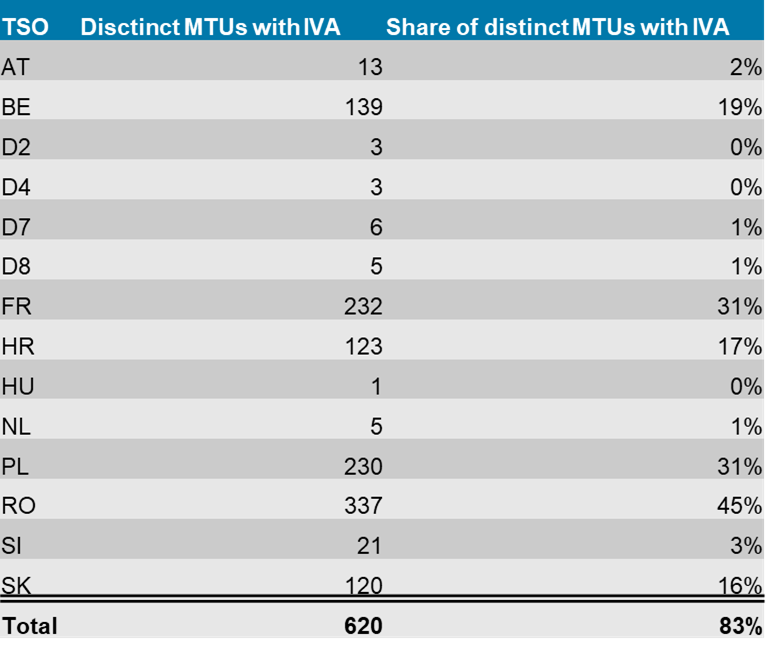 TSO Disctinct MTUs with IVA Share of distinct MTUs with IVA
AT 13 2%
BE 139 19%
D2 3 0%
D4 3 0%
D7 6 1%
D8 5 1%
FR 232 31%
HR 123 17%
HU 1 0%
NL 5 1%
PL 230 31%
RO 337 45%
SI 21 3%
SK 120 16%
Total 620 83%